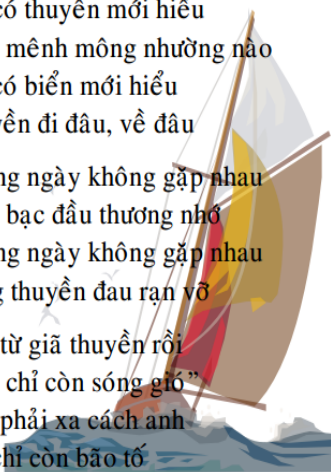 có thuyền mới hiểu
mênh mông nhường nào
có biển mới hiểu
yền đi đâu, về đâu
ng ngày không gặp nhau
bạc đầu thương nhớ
ng ngày không gặp nhau
g thuyền đau rạn vỡ
từ giã thuyền rồi
chỉ còn sóng gió”
phải xa cách anh
chỉ còn bão tố